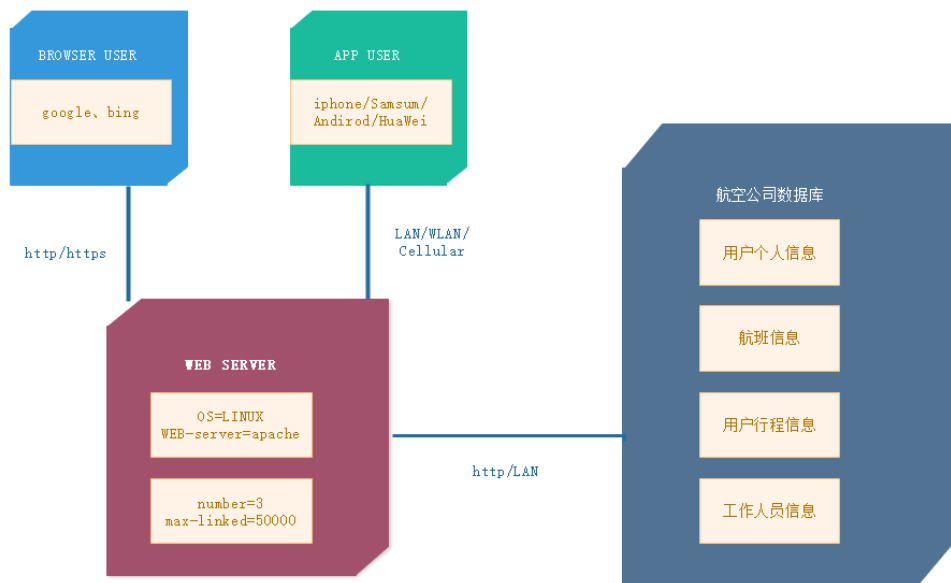 BROWSER USER
google、bing
APP USER
iphone/Samsum/
Andirod/HuaWei
http/https
LAN/WLAN/
Cellular
WEB SERVER
OS=LINUX
WEB-server=apache
number=3
max-linked=50000
http/LAN
航空公司数据库
用户个人信息
航班信息
用户行程信息
工作人员信息